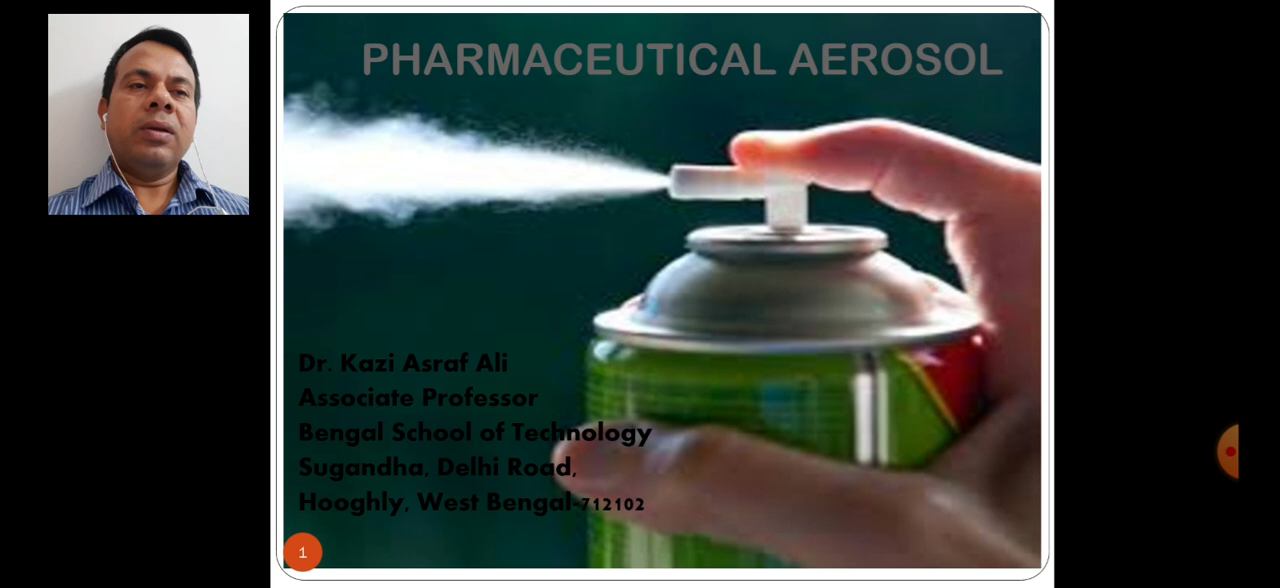 PHARMACEUTICAL AEROSOL
Dr. Kazi Asraf Ali
Associate Professor
Bengal School of Technology
Sugandha, Delhi Road,
Hooghly, West Bengal-712102
1